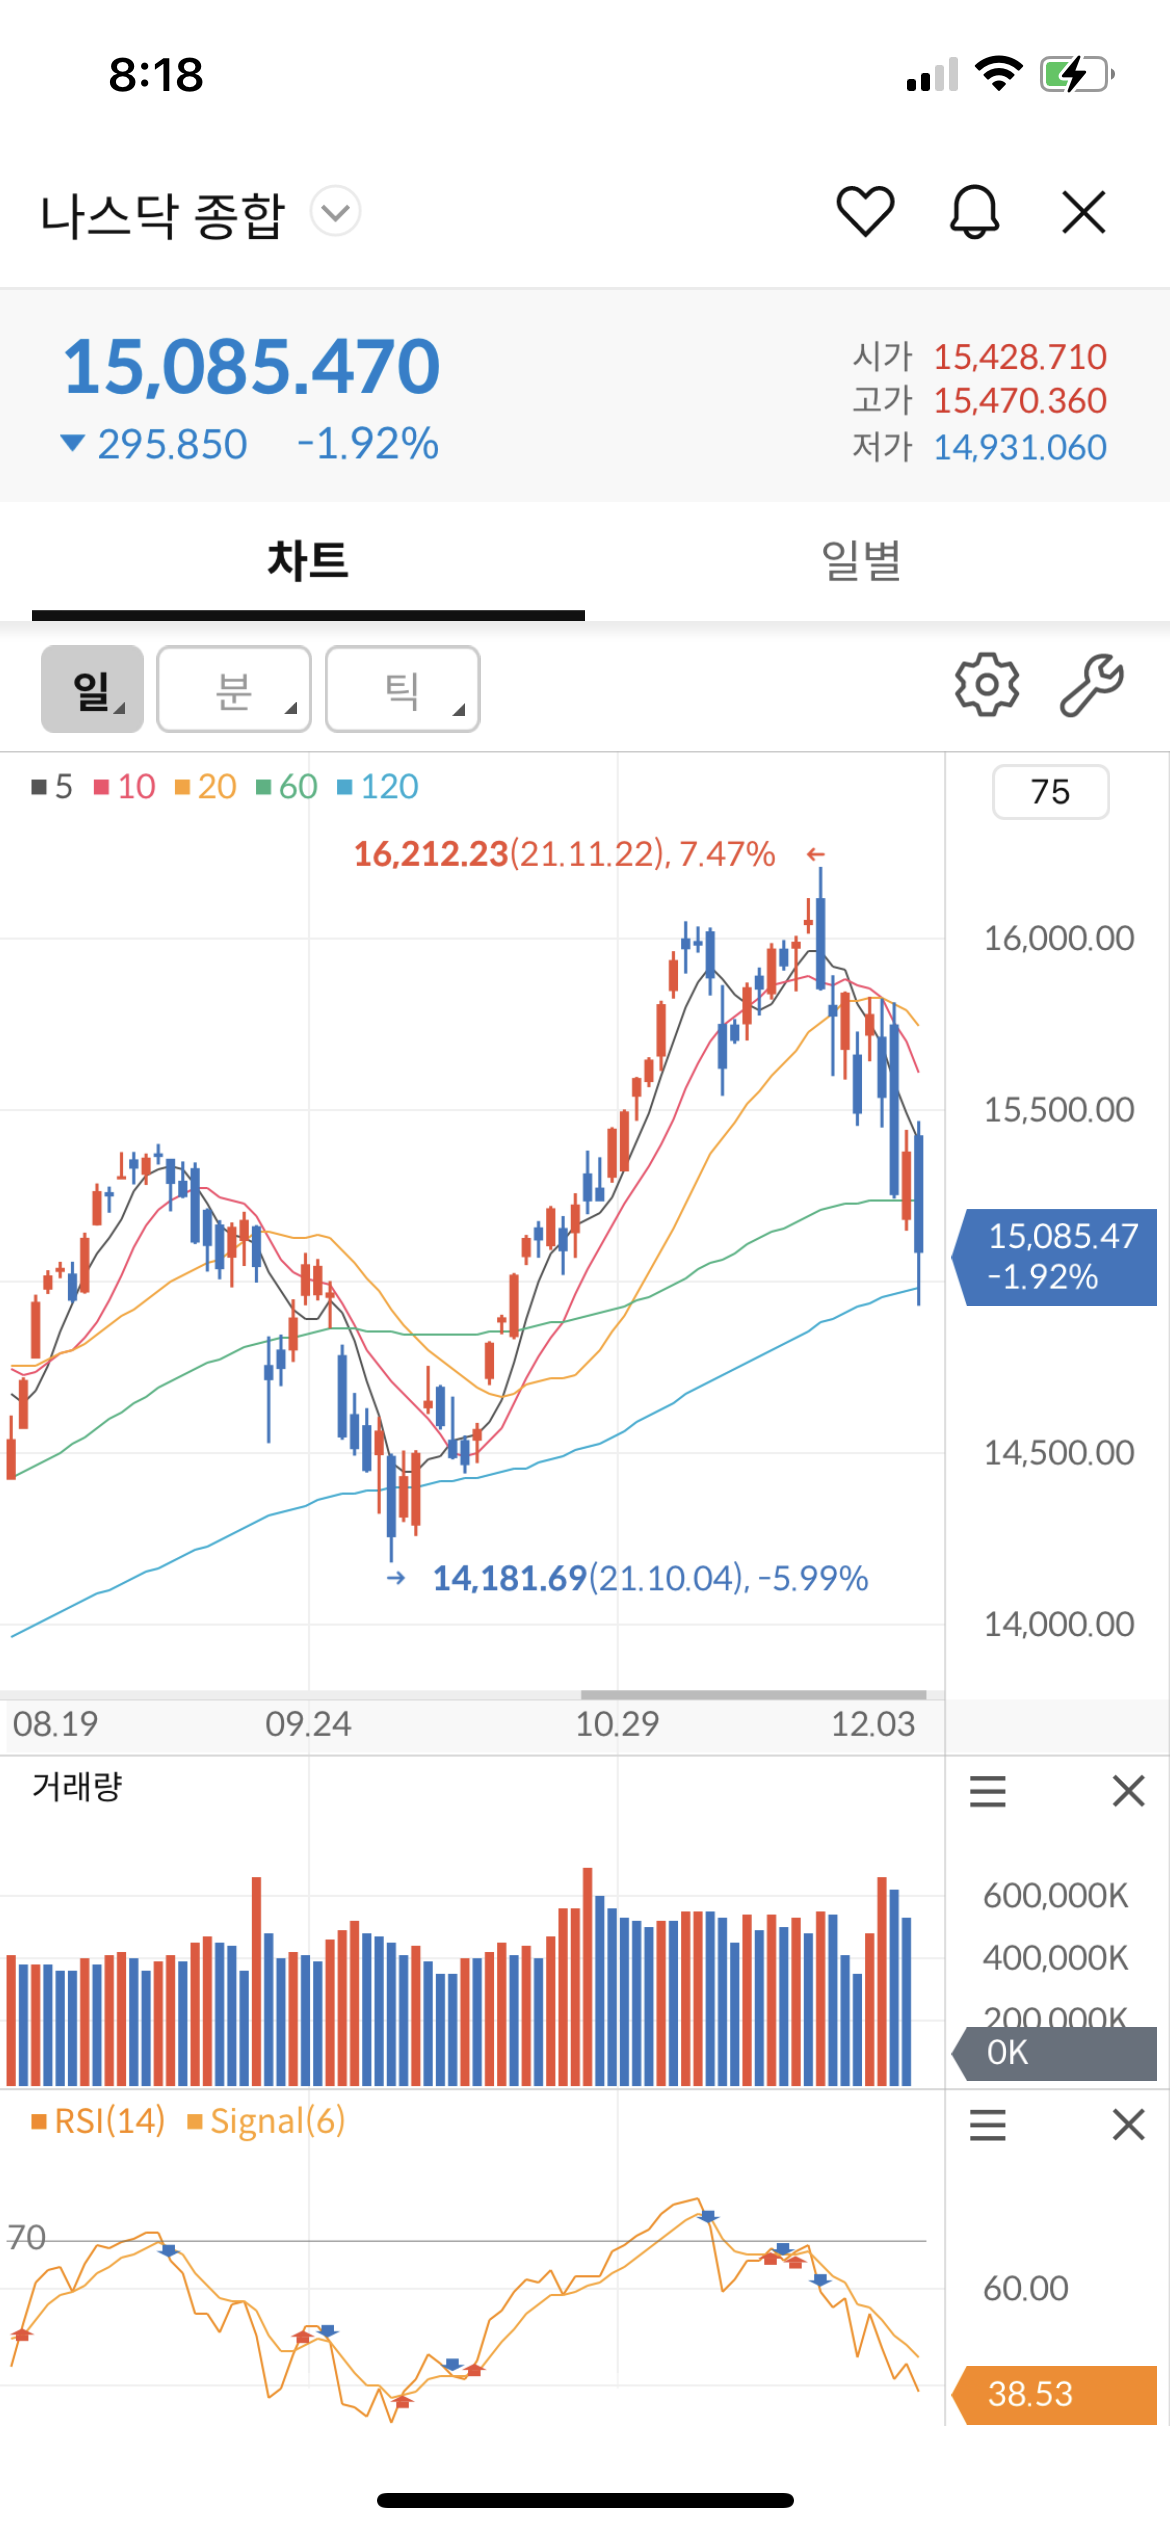 8:18
나스닥 종합
15,085.470
▼ 295.850 -1.92%
시가 15,428.710
고가 15,470.360
저가 14,931.060
차트 일별
일 분 틱
5 10 20 60 120
75
16,212.23(21.11.22), 7.47% ←
16,000.00
15,500.00
15,085.47
-1.92%
14,500.00
→ 14,181.69(21.10.04), -5.99%
14,000.00
08.19 09.24 10.29 12.03
거래량
600,000K
400,000K
200,000K
0K
RSI(14) Signal(6)
70
60.00
38.53